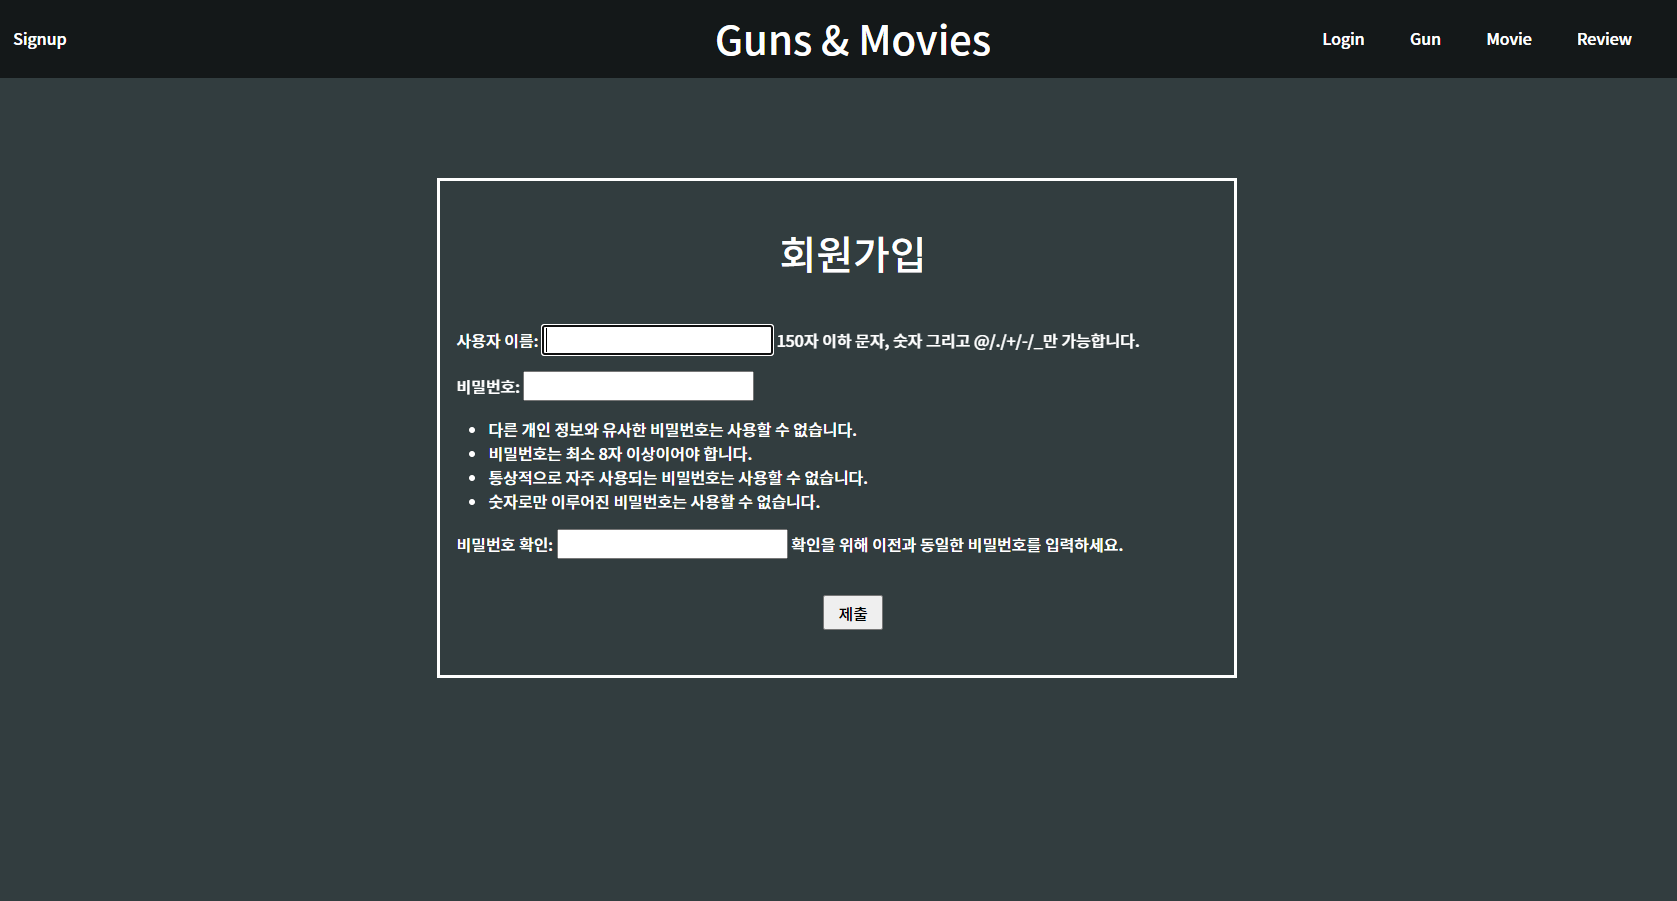 Signup Guns & Movies Login Gun Movie Review
회원가입
사용자 이름: 150자 이하 문자, 숫자 그리고 @/./+/-/_만 가능합니다.
비밀번호:
• 다른 개인 정보와 유사한 비밀번호는 사용할 수 없습니다.
• 비밀번호는 최소 8자 이상이어야 합니다.
• 통상적으로 자주 사용되는 비밀번호는 사용할 수 없습니다.
• 숫자로만 이루어진 비밀번호는 사용할 수 없습니다.
비밀번호 확인: 확인을 위해 이전과 동일한 비밀번호를 입력하세요.
제출